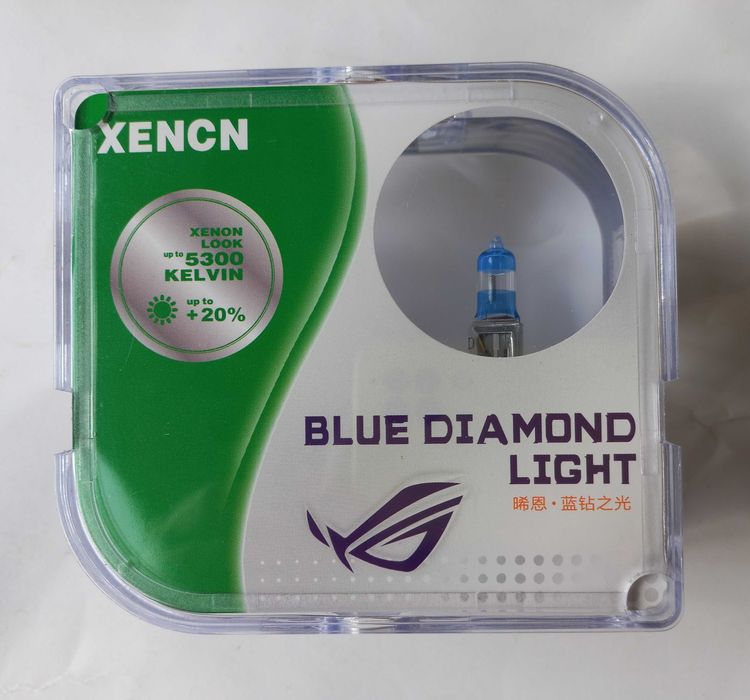 XENCN
XENON
LOOK
up to 5300
KELVIN
up to
+20%
BLUE DIAMOND
LIGHT
晞恩·蓝钻之光
D